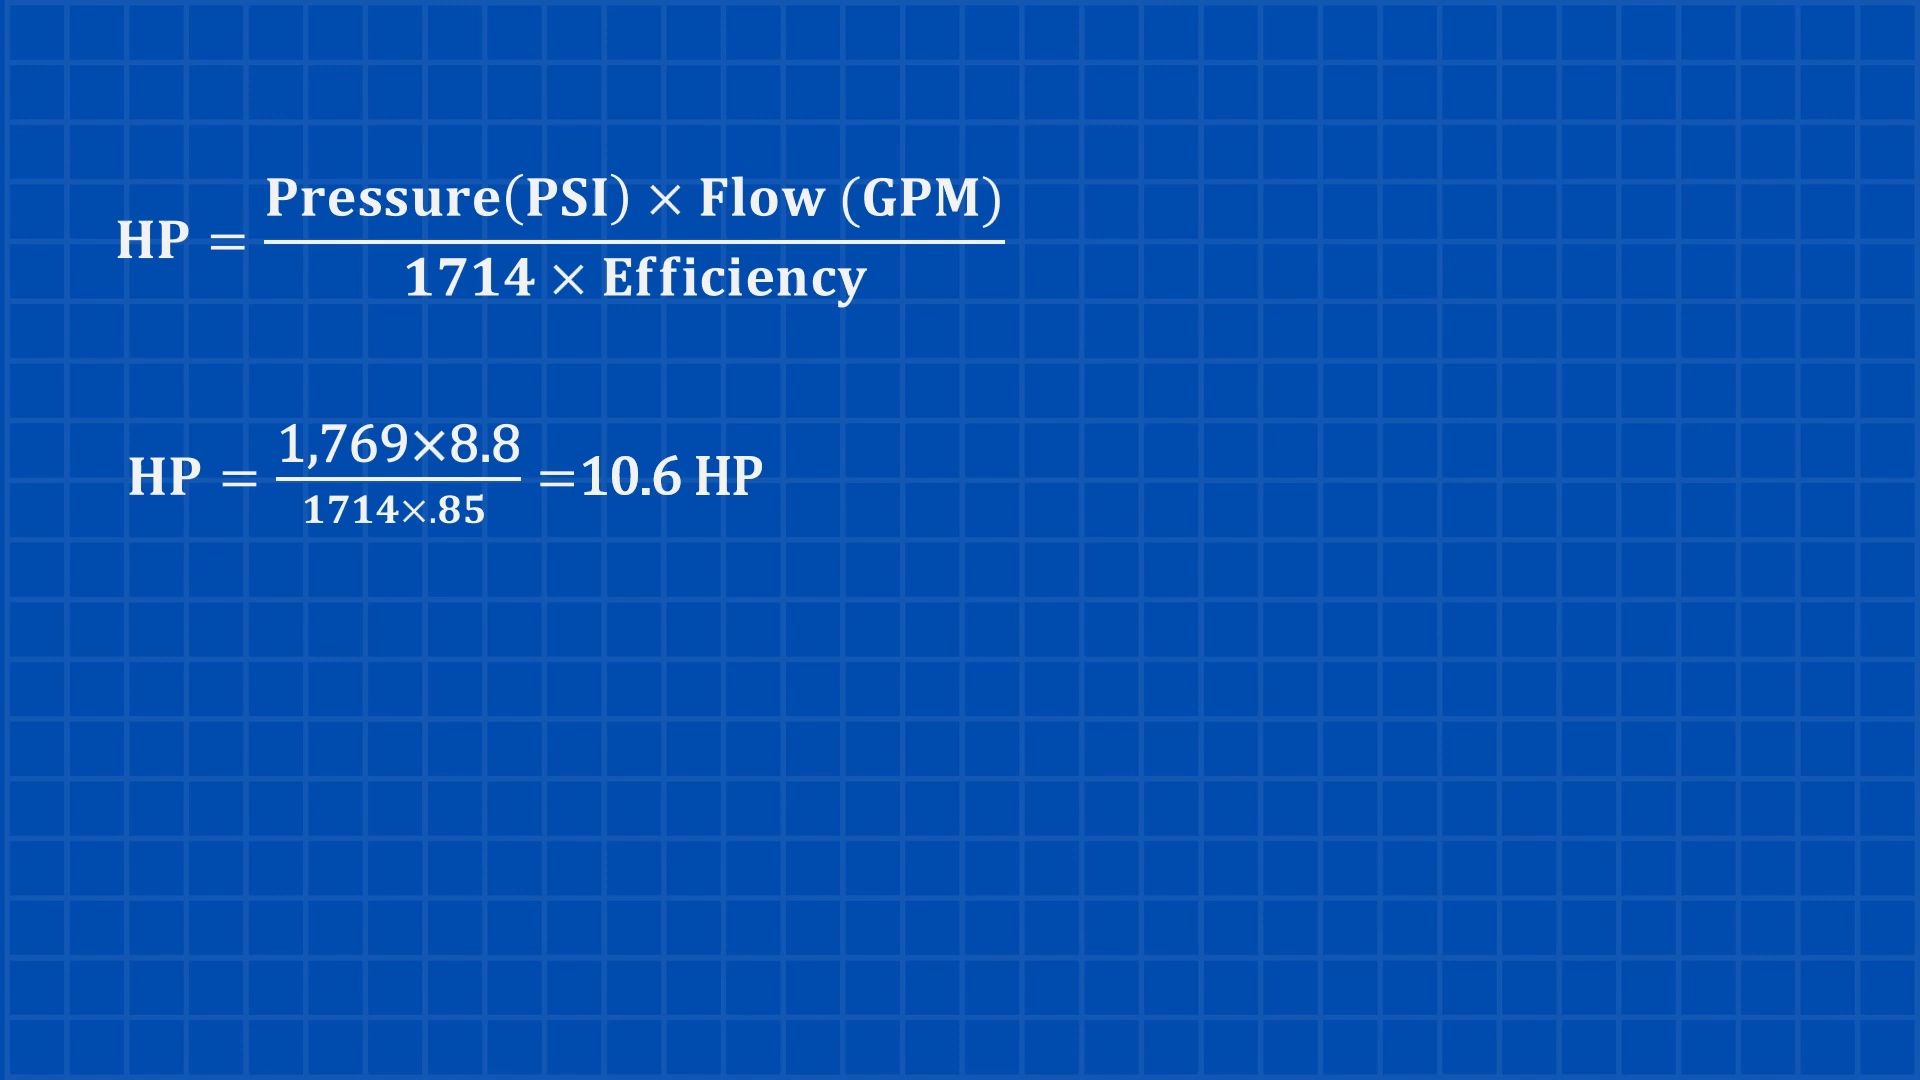 HP = Pressure(PSI) × Flow (GPM) / 1714 × Efficiency
HP = 1,769×8.8 / 1714×.85 =10.6 HP